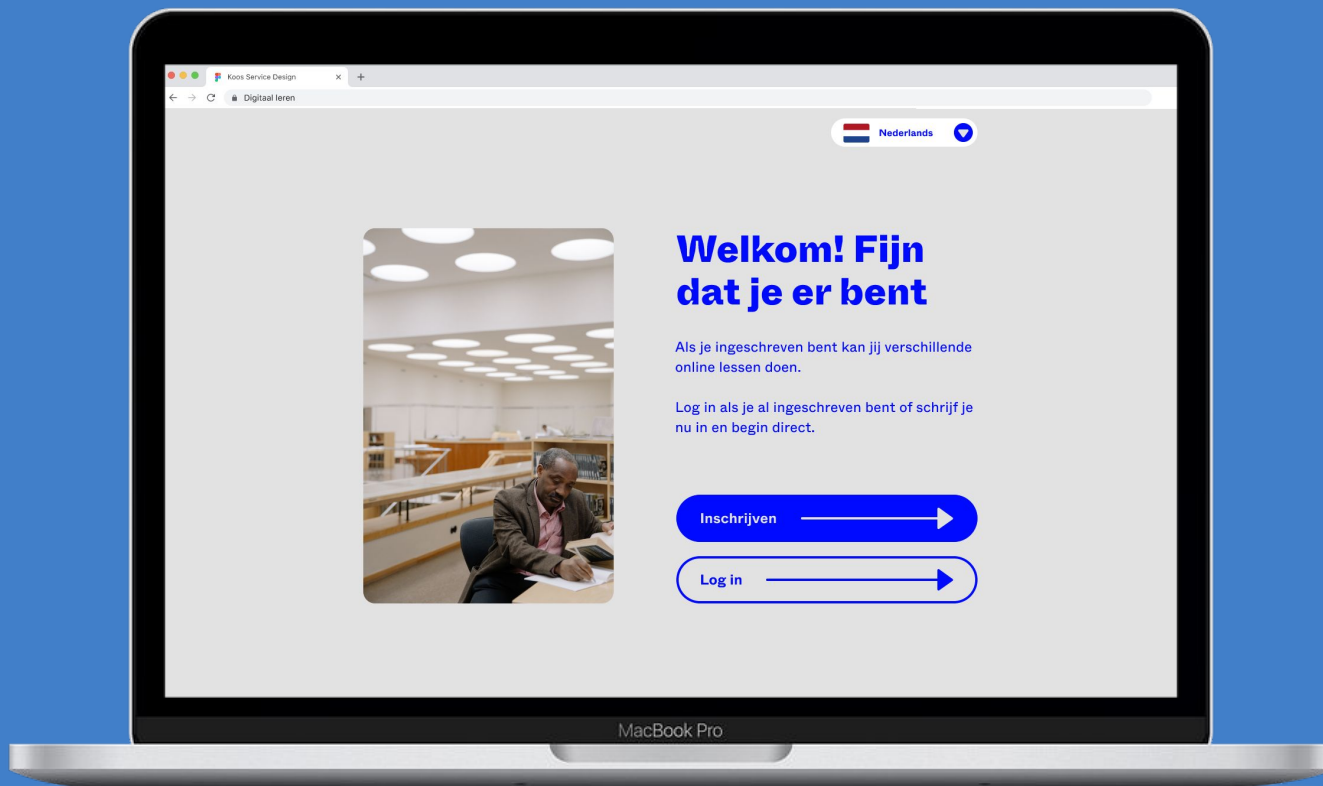 Koos Service Design
Digitaal leren
Nederlands
Welkom! Fijn
dat je er bent
Als je ingeschreven bent kan jij verschillende
online lessen doen.
Log in als je al ingeschreven bent of schrijf je
nu in en begin direct.
Inschrijven
Log in
MacBook Pro